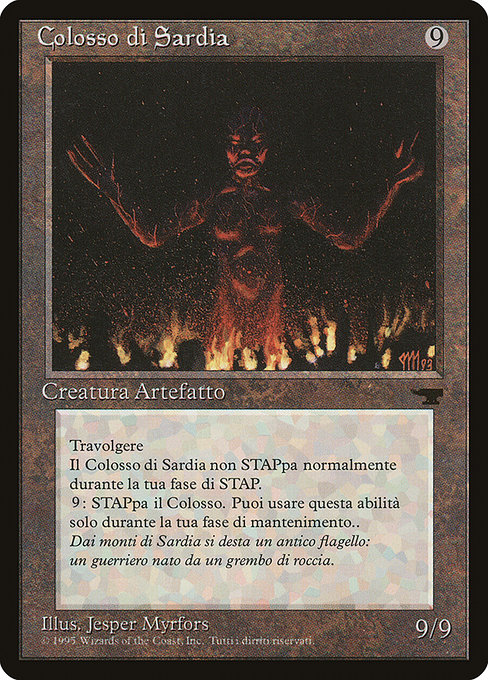 Colosso di Sardia 9
MM93
Creatura Artefatto
Travolgere
Il Colosso di Sardia non STAPpa normalmente
durante la tua fase di STAP.
9: STAPpa il Colosso. Puoi usare questa abilità
solo durante la tua fase di mantenimento..
Dai monti di Sardia si desta un antico flagello:
un guerriero nato da un grembo di roccia.
Illus. Jesper Myrfors
9/9
© 1995 Wizards of the Coast, Inc. Tutti i diritti riservati.